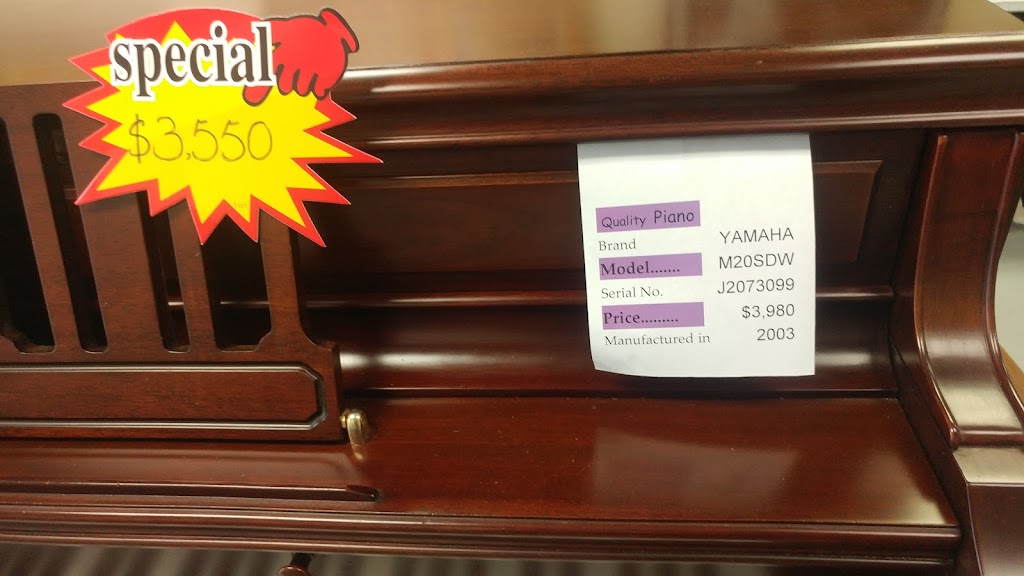 special
$3,550
Quality Piano
Brand YAMAHA
Model....... M20SDW
Serial No. J2073099
Price......... $3,980
Manufactured in 2003